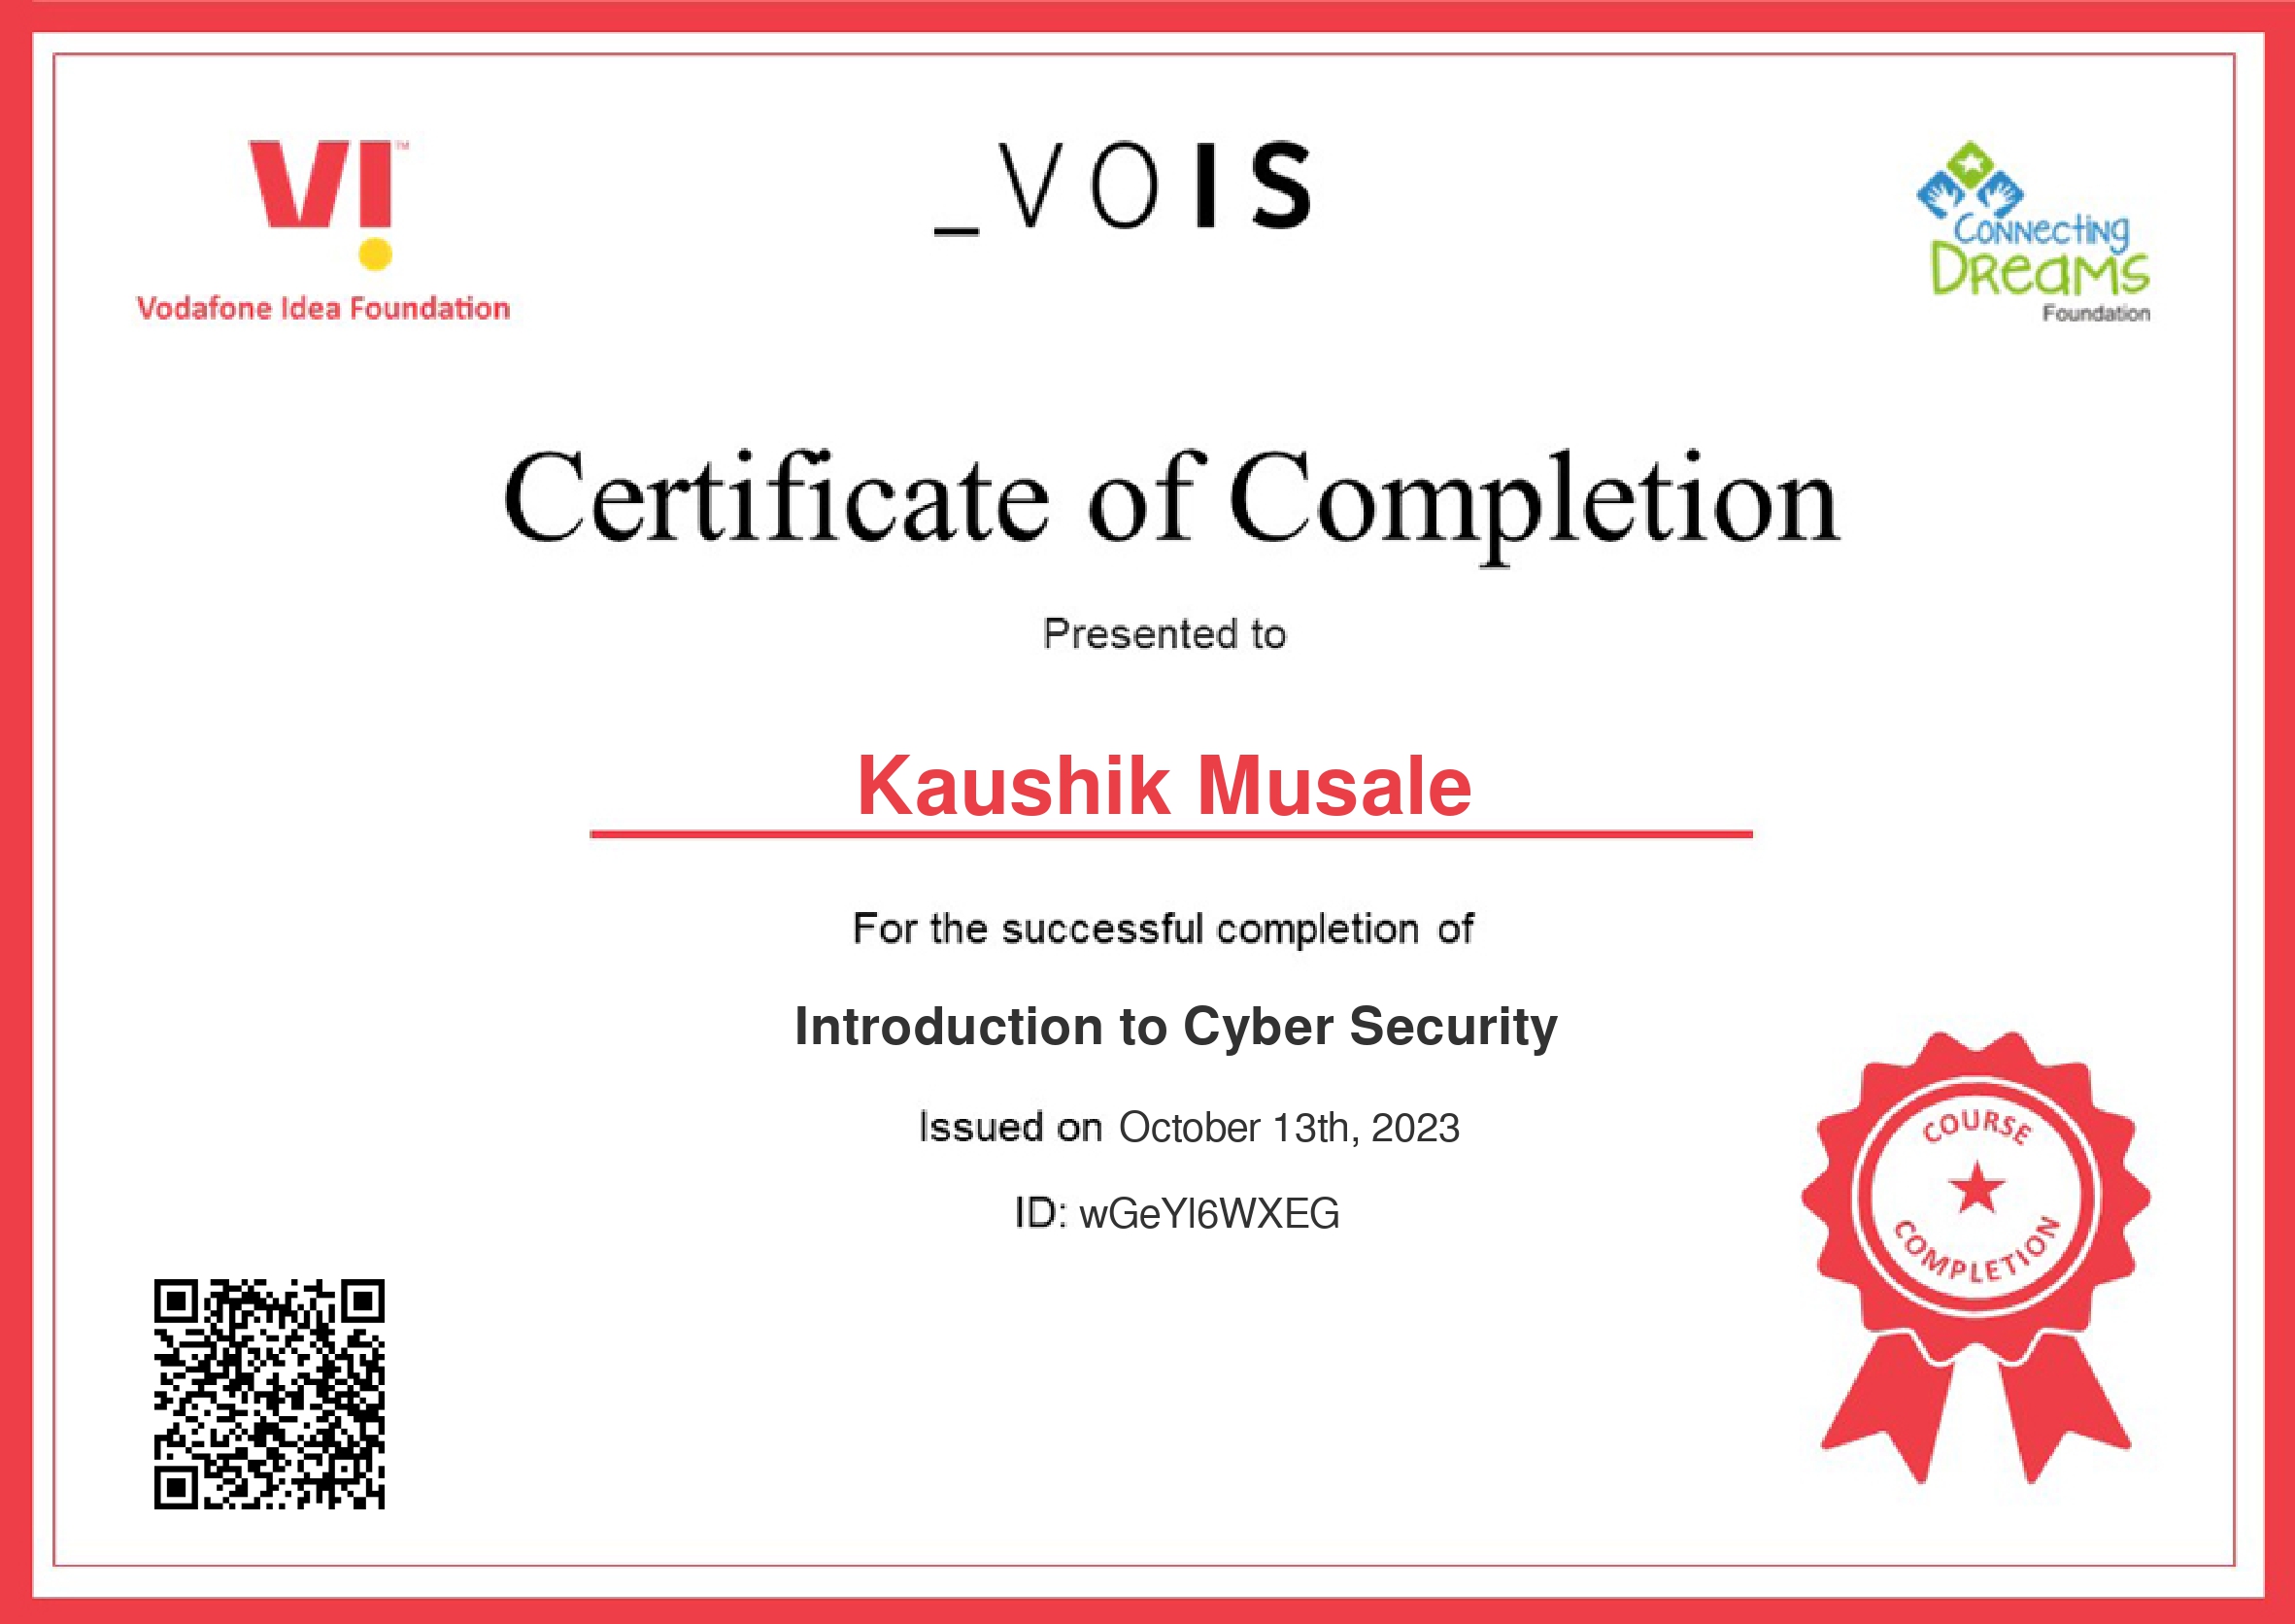 VI™
Vodafone Idea Foundation
_VOIS
Connecting
Dreams
Foundation
Certificate of Completion
Presented to
Kaushik Musale
For the successful completion of
Introduction to Cyber Security
Issued on October 13th, 2023
ID: wGeYl6WXEG
COURSE
COMPLETION